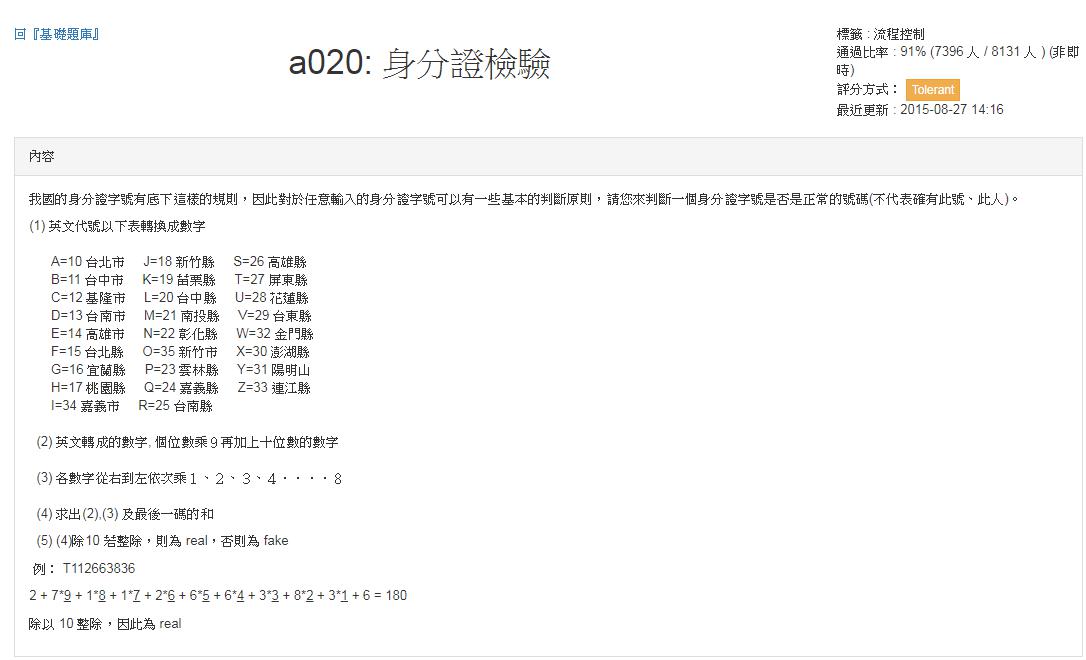 回『基礎題庫』
a020: 身分證檢驗
標籤 : 流程控制
通過比率 : 91% (7396 人 / 8131 人 ) (非即
時)
評分方式： Tolerant
最近更新 : 2015-08-27 14:16
內容
我國的身分證字號有底下這樣的規則，因此對於任意輸入的身分證字號可以有一些基本的判斷原則，請您來判斷一個身分證字號是否是正常的號碼(不代表確有此號、此人)。
(1) 英文代號以下表轉換成數字
A=10 台北市 J=18 新竹縣 S=26 高雄縣
B=11 台中市 K=19 苗栗縣 T=27 屏東縣
C=12 基隆市 L=20 台中縣 U=28 花蓮縣
D=13 台南市 M=21 南投縣 V=29 台東縣
E=14 高雄市 N=22 彰化縣 W=32 金門縣
F=15 台北縣 O=35 新竹市 X=30 澎湖縣
G=16 宜蘭縣 P=23 雲林縣 Y=31 陽明山
H=17 桃園縣 Q=24 嘉義縣 Z=33 連江縣
I=34 嘉義市 R=25 台南縣
(2) 英文轉成的數字, 個位數乘９再加上十位數的數字
(3) 各數字從右到左依次乘１、２、３、４‧‧‧‧８
(4) 求出(2),(3) 及最後一碼的和
(5) (4)除10 若整除，則為 real，否則為 fake
例： T112663836
2 + 7*9 + 1*8 + 1*7 + 2*6 + 6*5 + 6*4 + 3*3 + 8*2 + 3*1 + 6 = 180
除以 10 整除，因此為 real